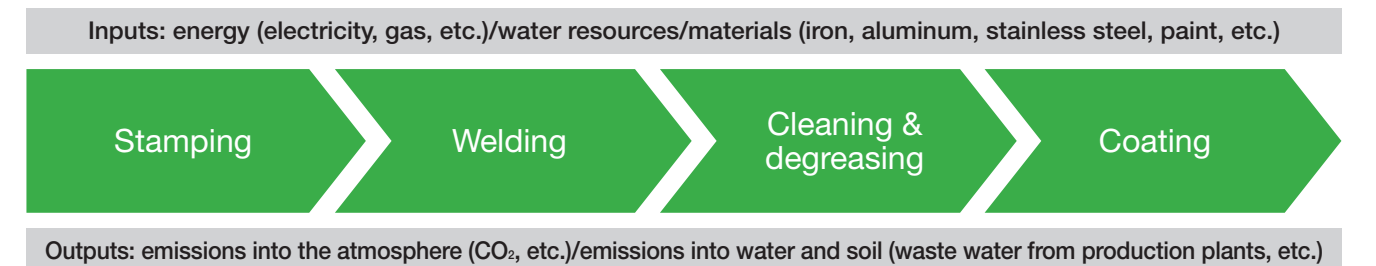 Inputs: energy (electricity, gas, etc.)/water resources/materials (iron, aluminum, stainless steel, paint, etc.)
Stamping
Welding
Cleaning &
degreasing
Coating
Outputs: emissions into the atmosphere (CO₂, etc.)/emissions into water and soil (waste water from production plants, etc.)